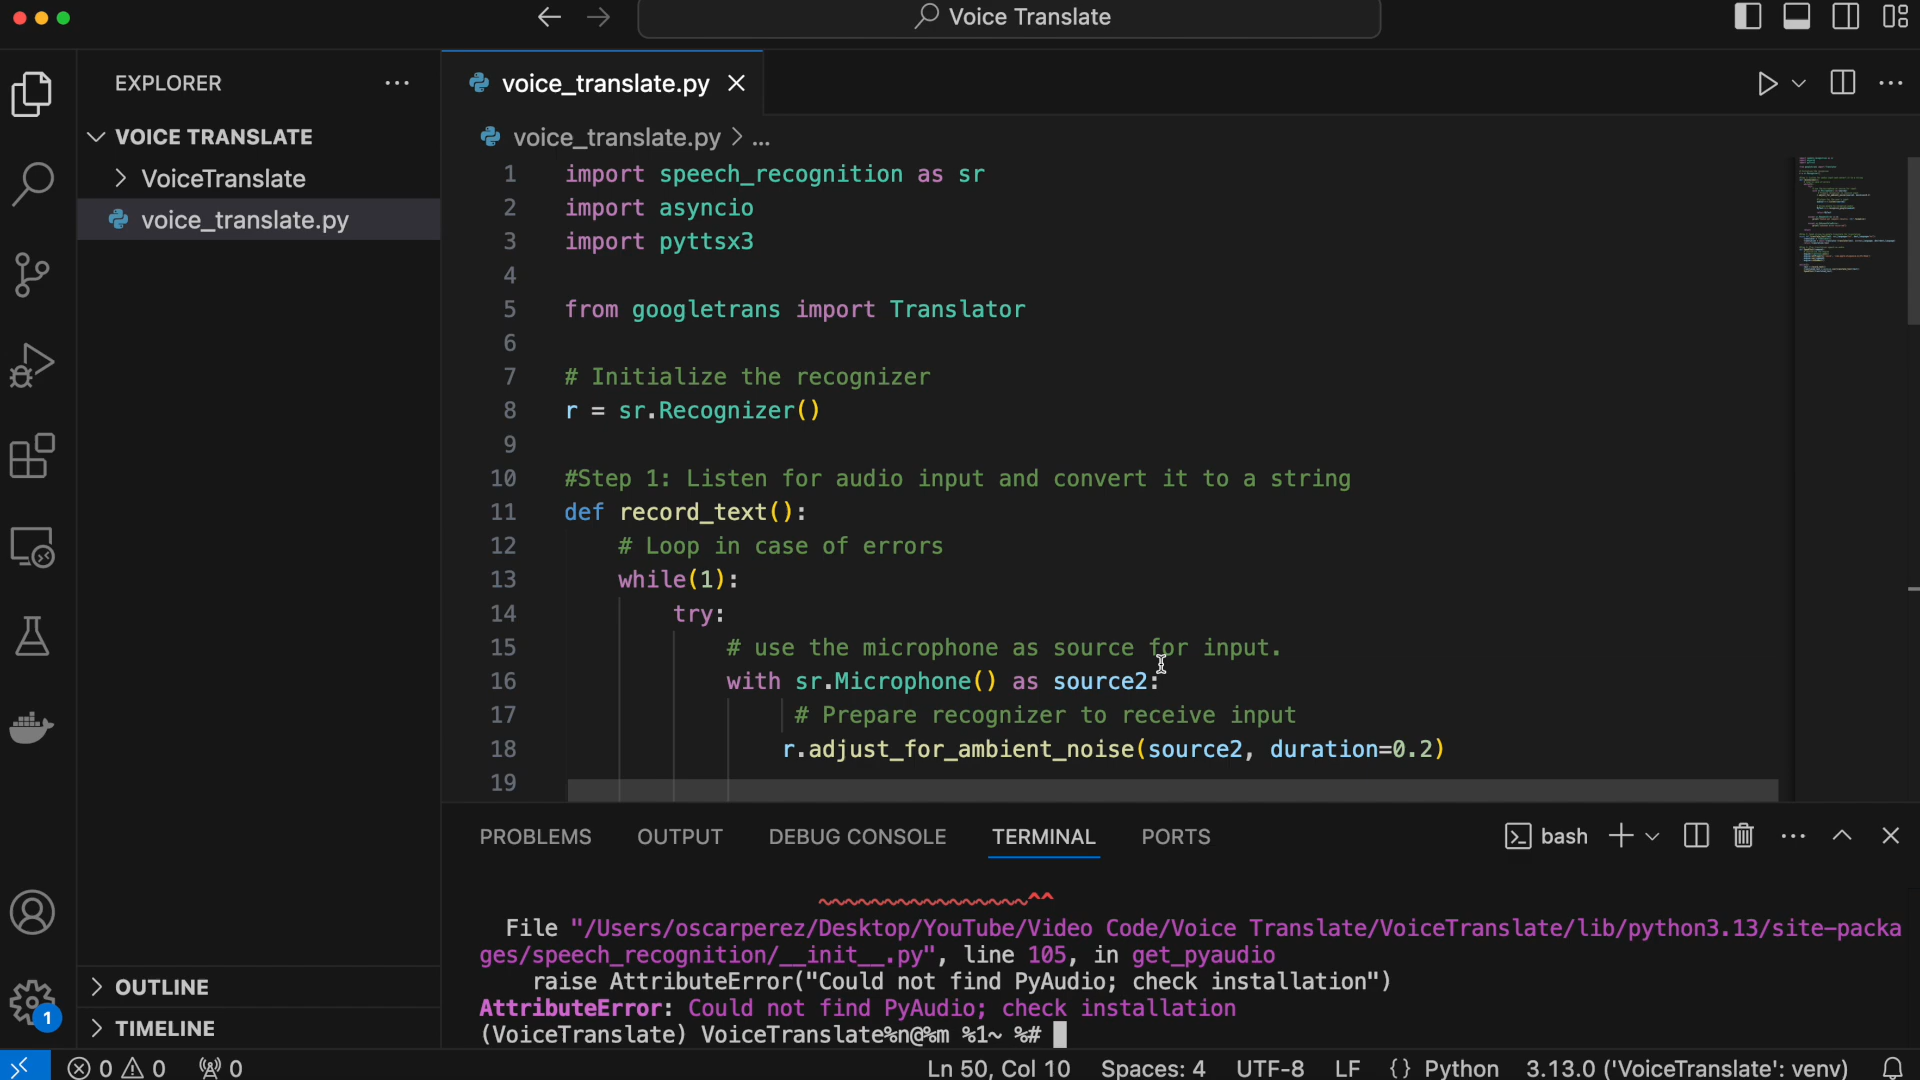 Voice Translate
EXPLORER
VOICE TRANSLATE
VoiceTranslate
voice_translate.py
OUTLINE
TIMELINE
1
voice_translate.py
voice_translate.py > ...
1 import speech_recognition as sr
2 import asyncio
3 import pyttsx3
4
5 from googletrans import Translator
6
7 # Initialize the recognizer
8 r = sr.Recognizer()
9
10 #Step 1: Listen for audio input and convert it to a string
11 def record_text():
12 # Loop in case of errors
13 while(1):
14 try:
15 # use the microphone as source for input.
16 with sr.Microphone() as source2:
17 # Prepare recognizer to receive input
18 r.adjust_for_ambient_noise(source2, duration=0.2)
19
PROBLEMS OUTPUT DEBUG CONSOLE TERMINAL PORTS bash
~~~~~~~~~~~~~~~~^^
File "/Users/oscarperez/Desktop/YouTube/Video Code/Voice Translate/VoiceTranslate/lib/python3.13/site-packa
ges/speech_recognition/__init__.py", line 105, in get_pyaudio
raise AttributeError("Could not find PyAudio; check installation")
AttributeError: Could not find PyAudio; check installation
(VoiceTranslate) VoiceTranslate%n@%m %1~ %#
0 0 0 Ln 50, Col 10 Spaces: 4 UTF-8 LF {} Python 3.13.0 ('VoiceTranslate': venv)